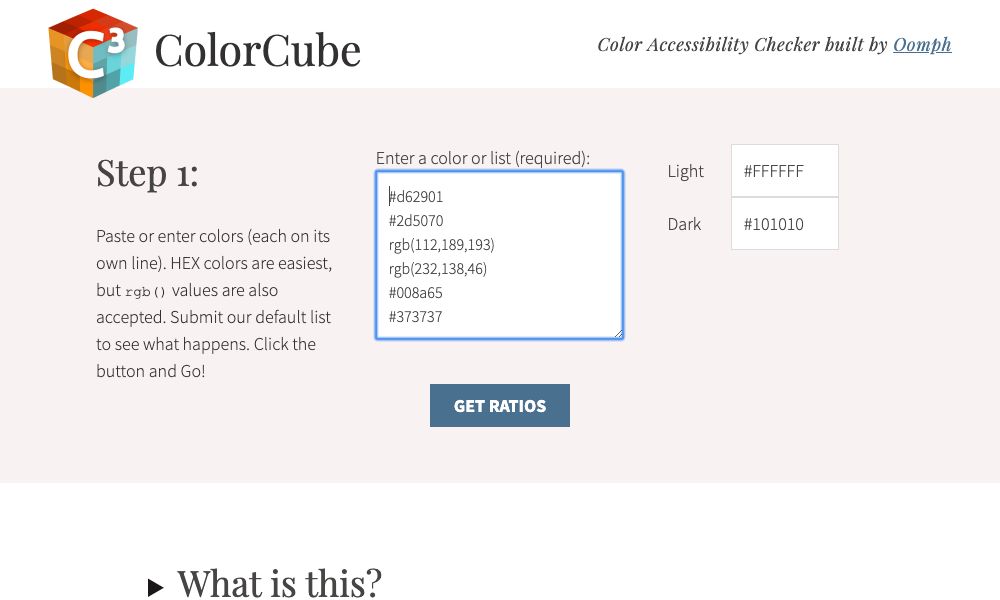 C3
ColorCube
Color Accessibility Checker built by Oomph
Step 1:
Paste or enter colors (each on its
own line). HEX colors are easiest,
but rgb() values are also
accepted. Submit our default list
to see what happens. Click the
button and Go!
Enter a color or list (required):
#d62901
#2d5070
rgb(112,189,193)
rgb(232,138,46)
#008a65
#373737
Light
#FFFFFF
Dark
#101010
GET RATIOS
What is this?